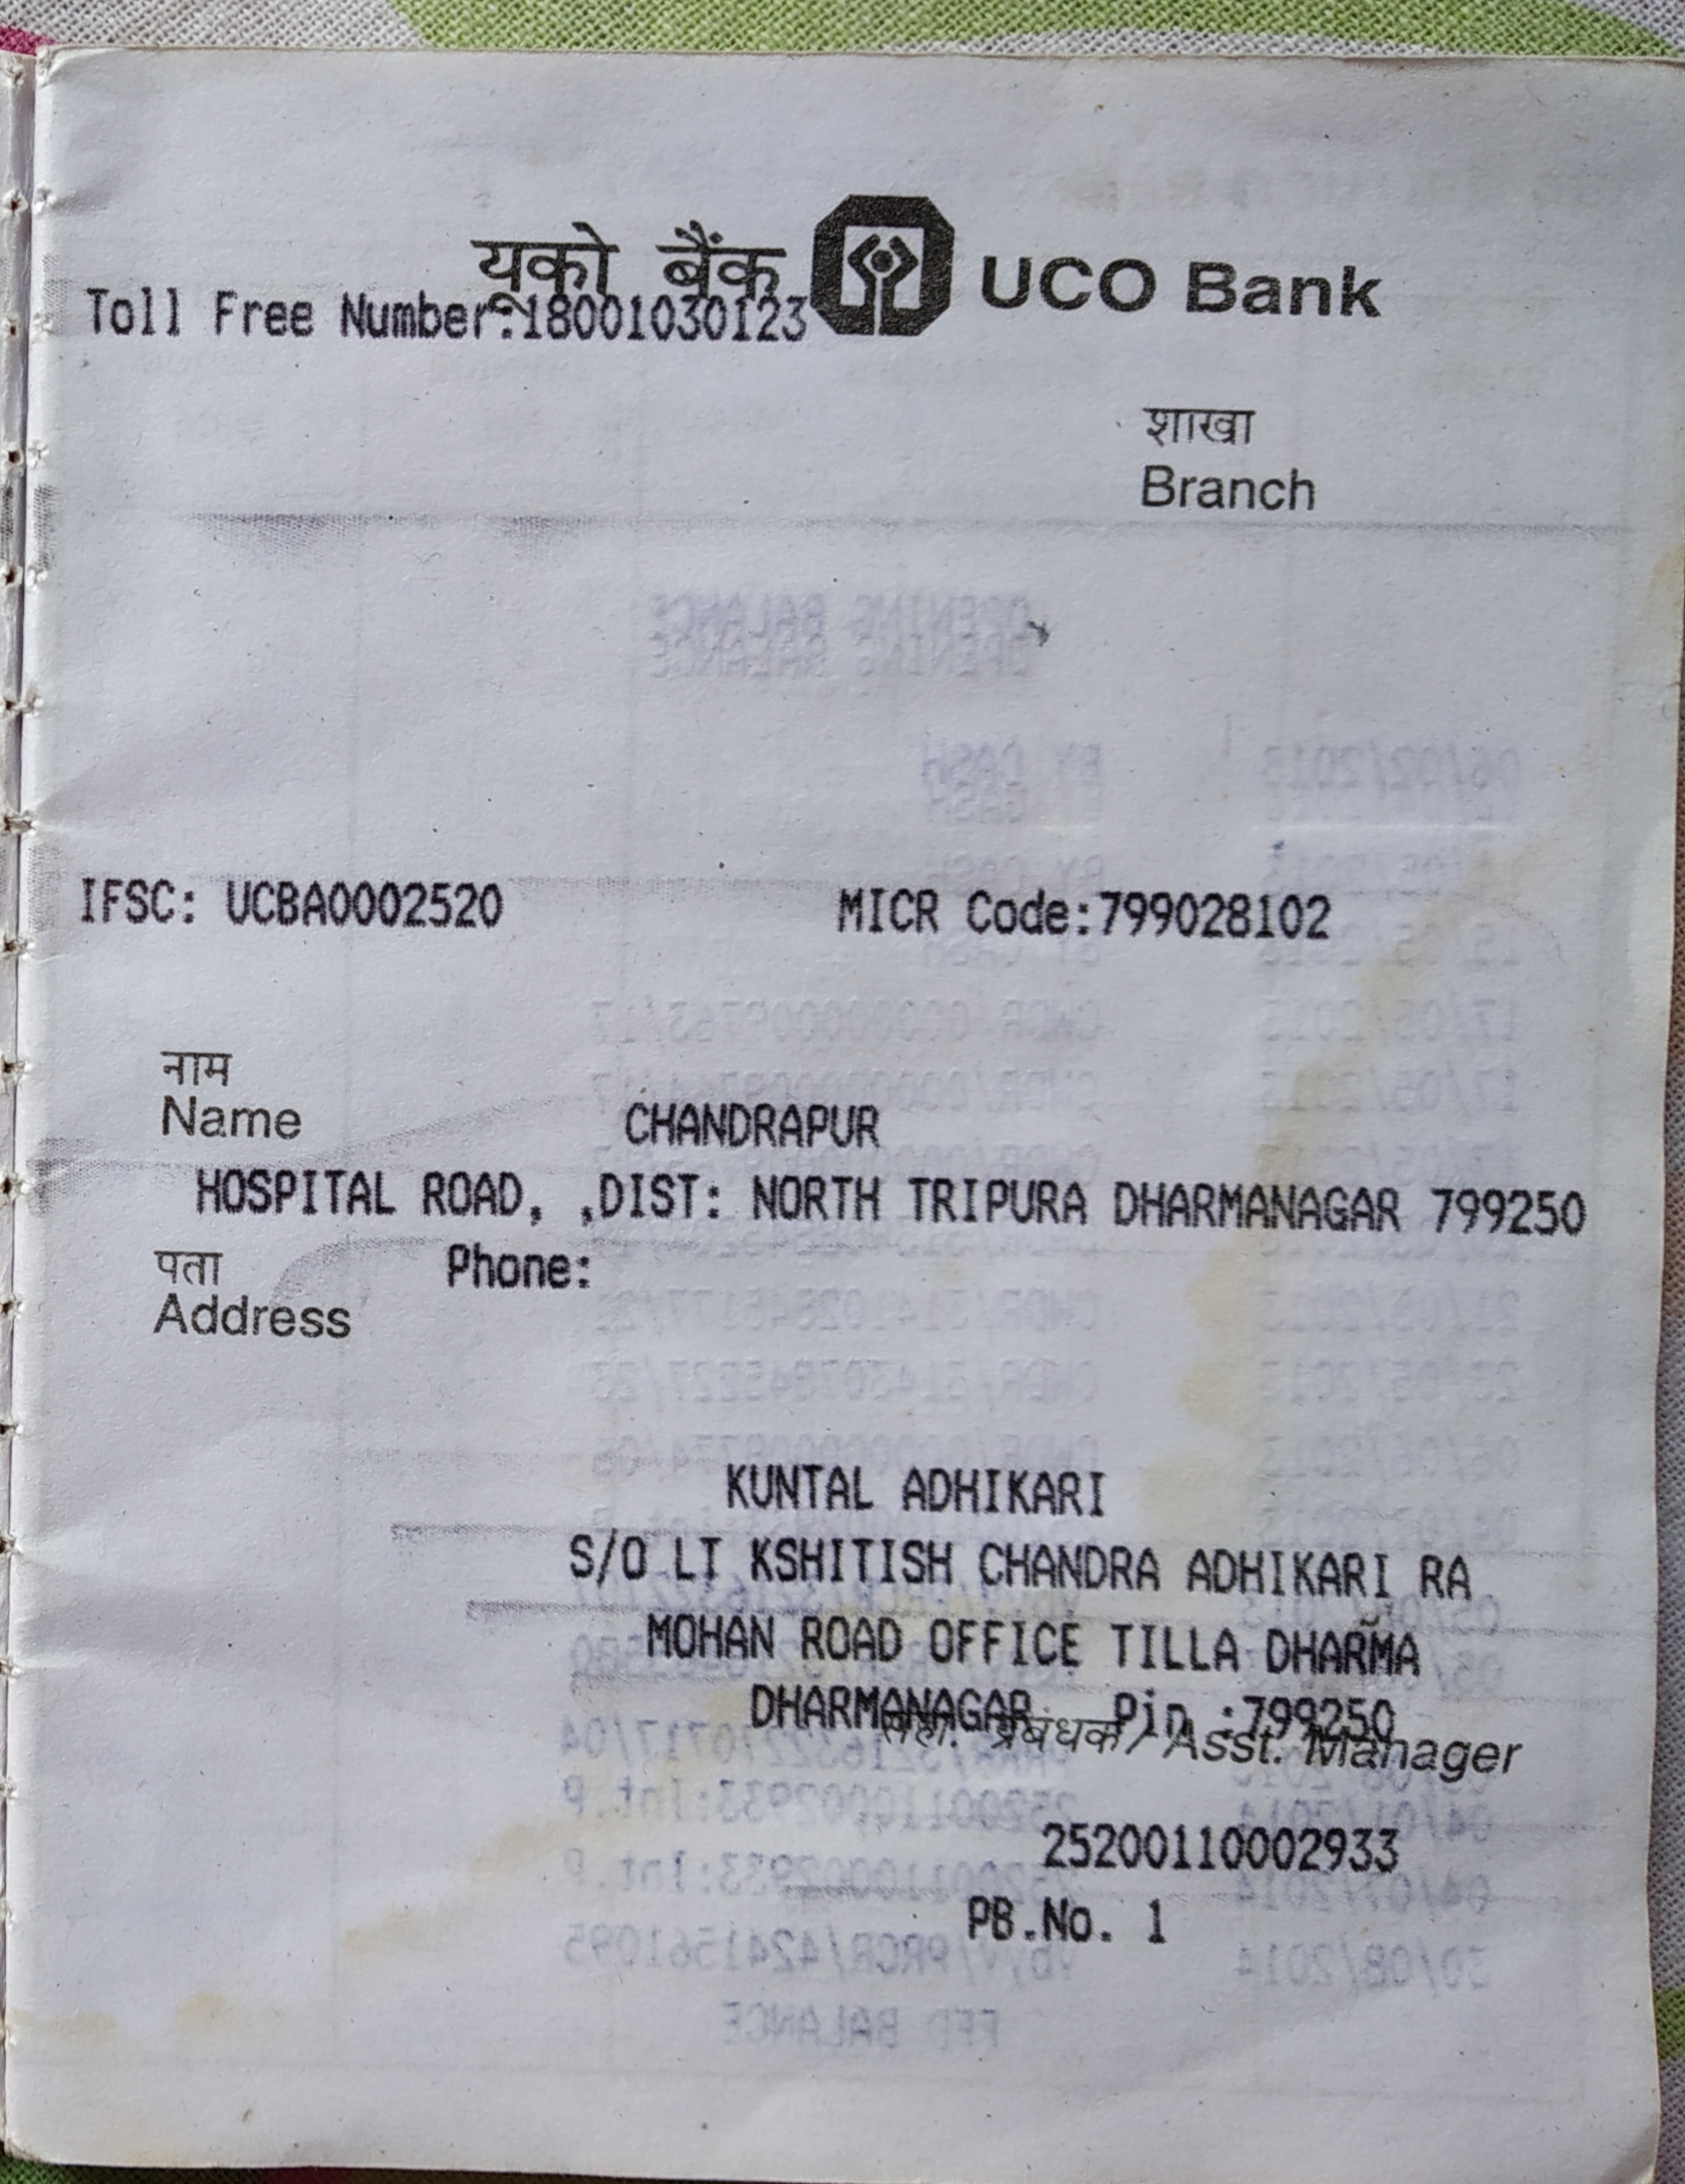 यूको बैंक UCO Bank
Toll Free Number:18001030123
शाखा
Branch
IFSC: UCBA0002520 MICR Code:799028102
नाम
Name CHANDRAPUR
HOSPITAL ROAD, ,DIST: NORTH TRIPURA DHARMANAGAR 799250
पता Phone:
Address
KUNTAL ADHIKARI
S/O LT KSHITISH CHANDRA ADHIKARI RA
MOHAN ROAD OFFICE TILLA DHARMA
DHARMANAGAR Pin :799250
सहा. प्रबंधक / Asst. Manager
25200110002933
PB.No. 1